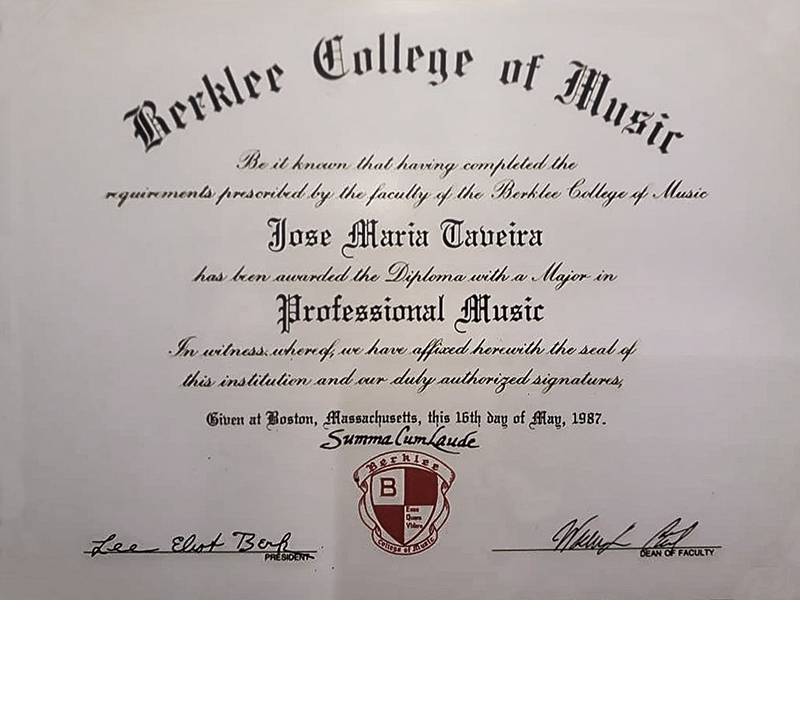 Berklee College of Music
Be it known that having completed the
requirements prescribed by the faculty of the Berklee College of Music
Jose Maria Taveira
has been awarded the Diploma with a Major in
Professional Music
In witness whereof, we have affixed herewith the seal of
this institution and our duly authorized signatures,
Given at Boston, Massachusetts, this 16th day of May, 1987.
Summa Cum Laude
Berklee
B
Esse
Quam
Videri
College of Music
Lee Eliot Berk
PRESIDENT
DEAN OF FACULTY